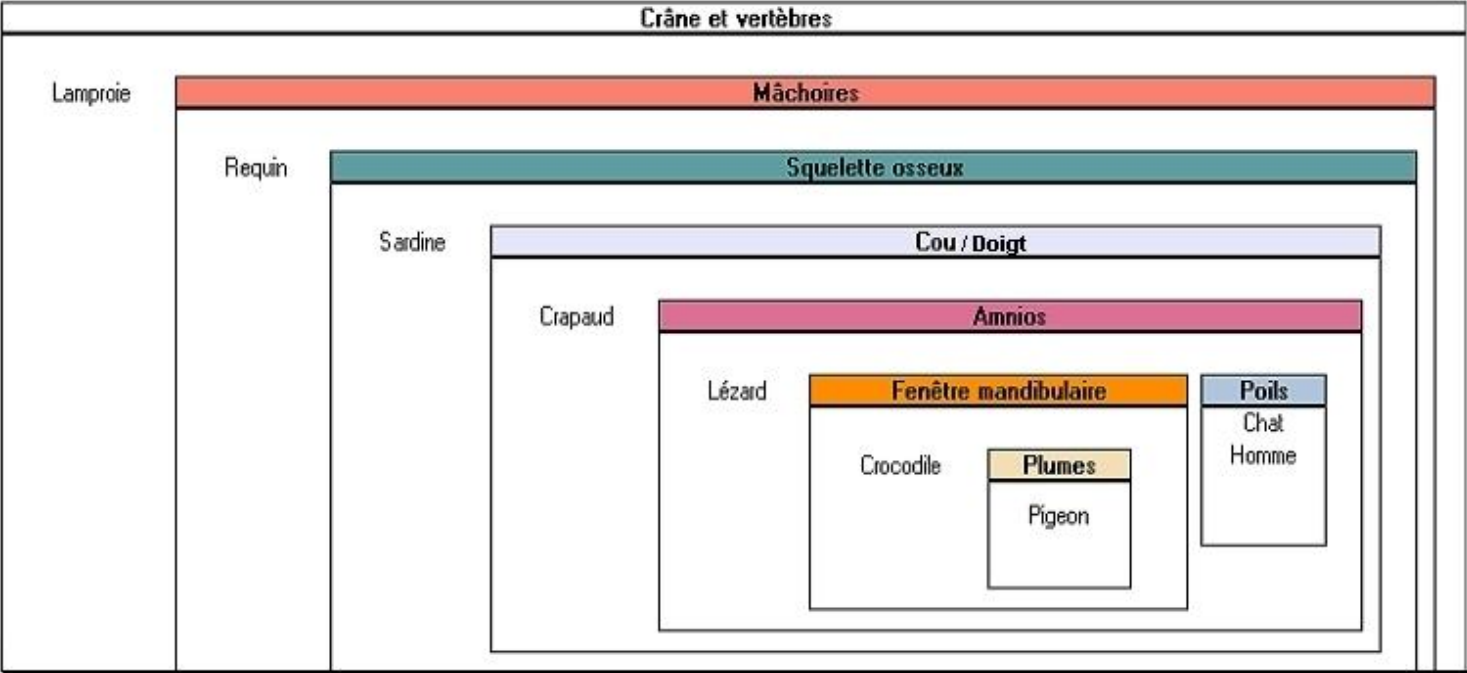 Crâne et vertèbres
Lamproie
Mâchoires
Requin
Squelette osseux
Sardine
Cou / Doigt
Crapaud
Amnios
Lézard
Fenêtre mandibulaire
Poils
Chat
Homme
Crocodile
Plumes
Pigeon